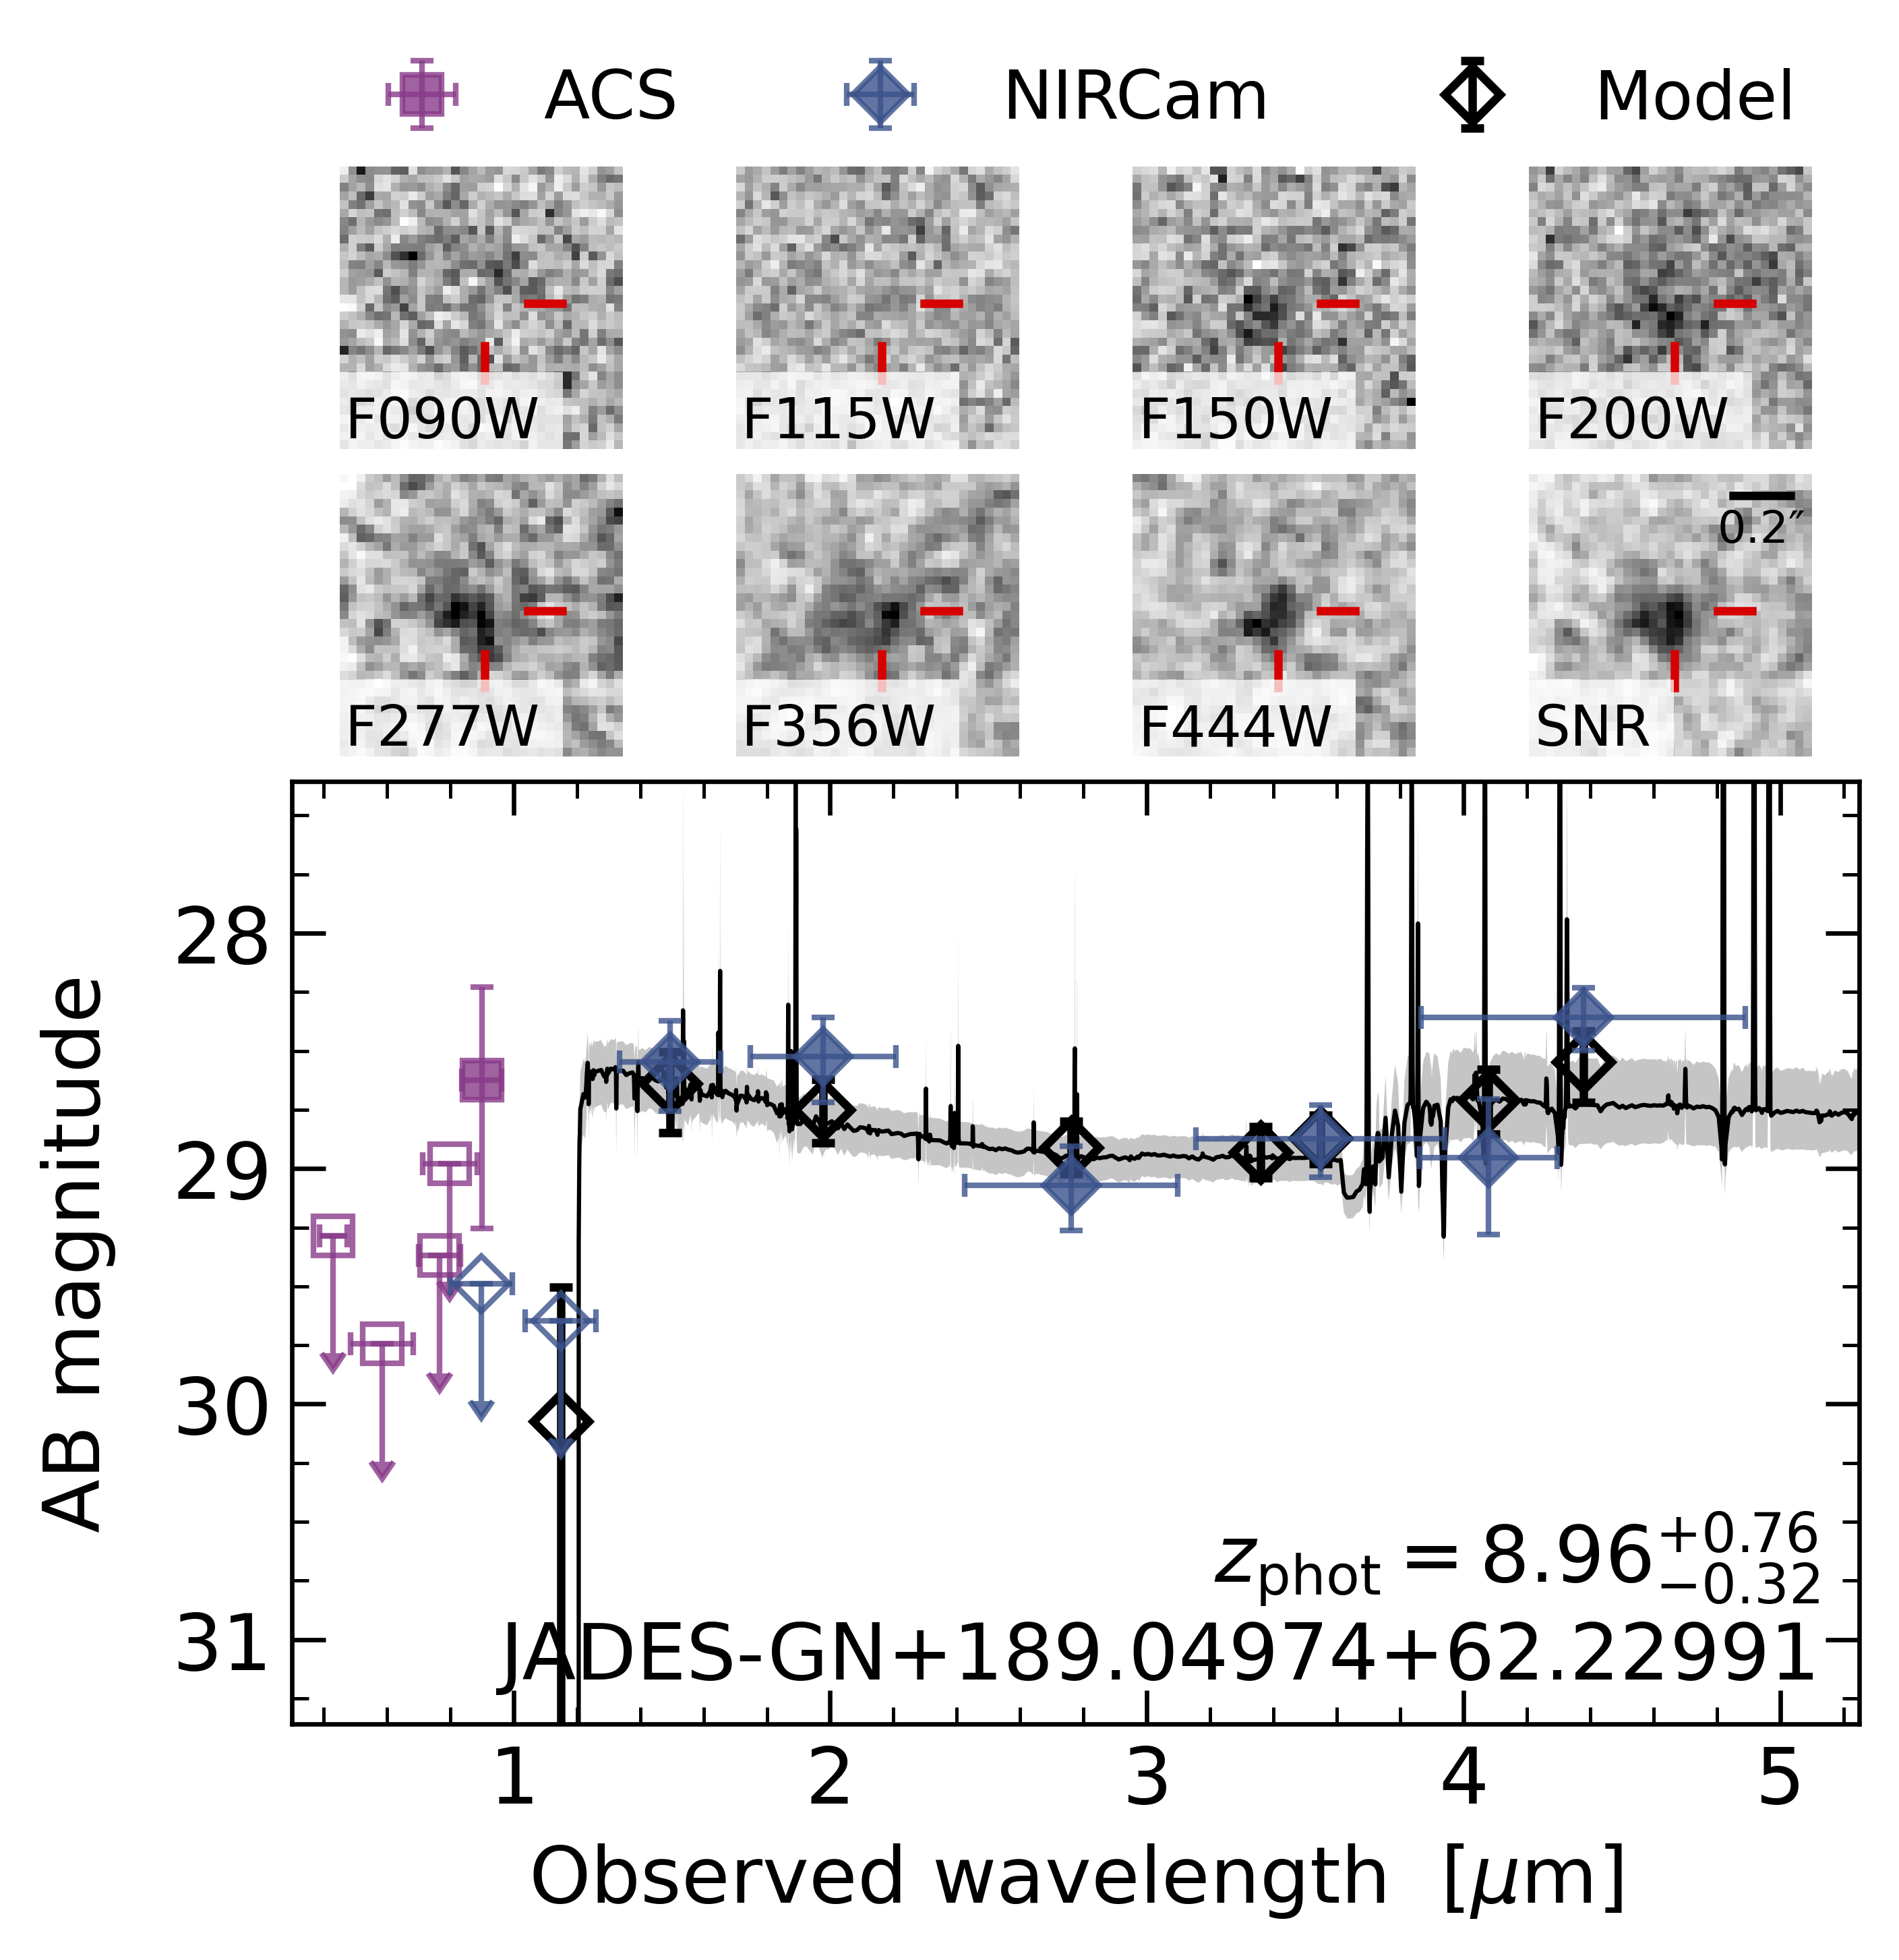 ACS NIRCam Model
F090W F115W F150W F200W
0.2″
F277W F356W F444W SNR
28
29
30
31
AB magnitude
z_phot = 8.96 +0.76 −0.32
JADES-GN+189.04974+62.22991
1 2 3 4 5
Observed wavelength [μm]